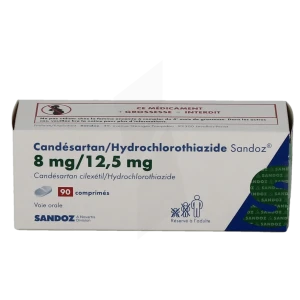 CE MÉDICAMENT
GROSSESSE = INTERDIT
Candésartan/Hydrochlorothiazide Sandoz®
8 mg/12,5 mg
Candésartan cilexétil/Hydrochlorothiazide
90 comprimés
Voie orale
SANDOZ
Réservé à l'adulte